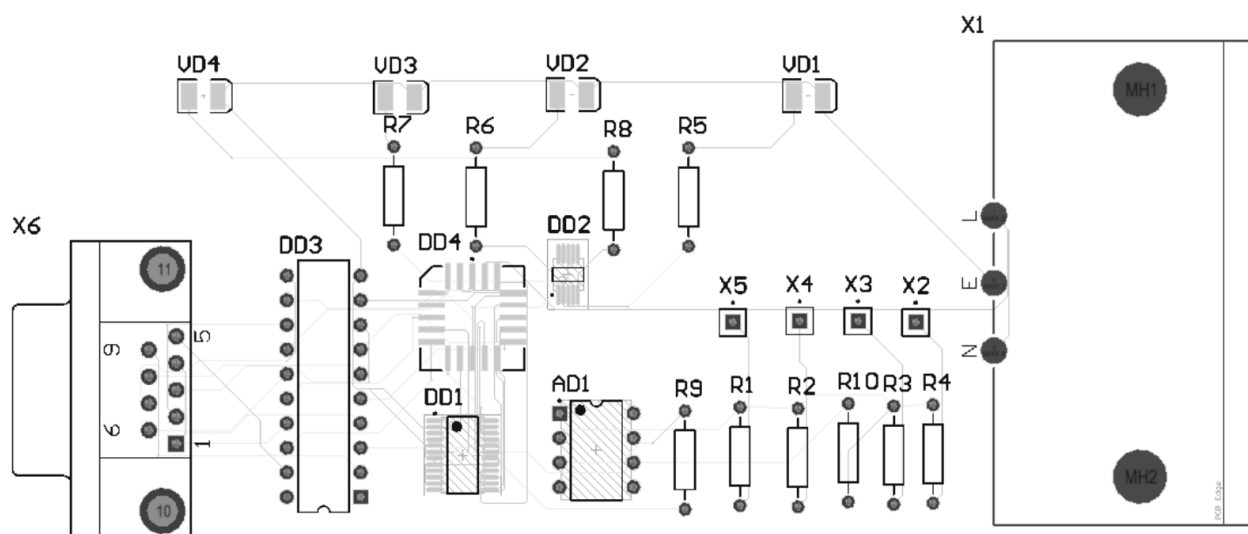 X1
VD4 VD3 VD2 VD1
MH1
R7 R6 R8 R5
L
X6
DD3 DD4 DD2
11
E
X5 X4 X3 X2
9 5
N
6 1
DD1 AD1 R9 R1 R2 R10 R3 R4
MH2
10
PCB Edge